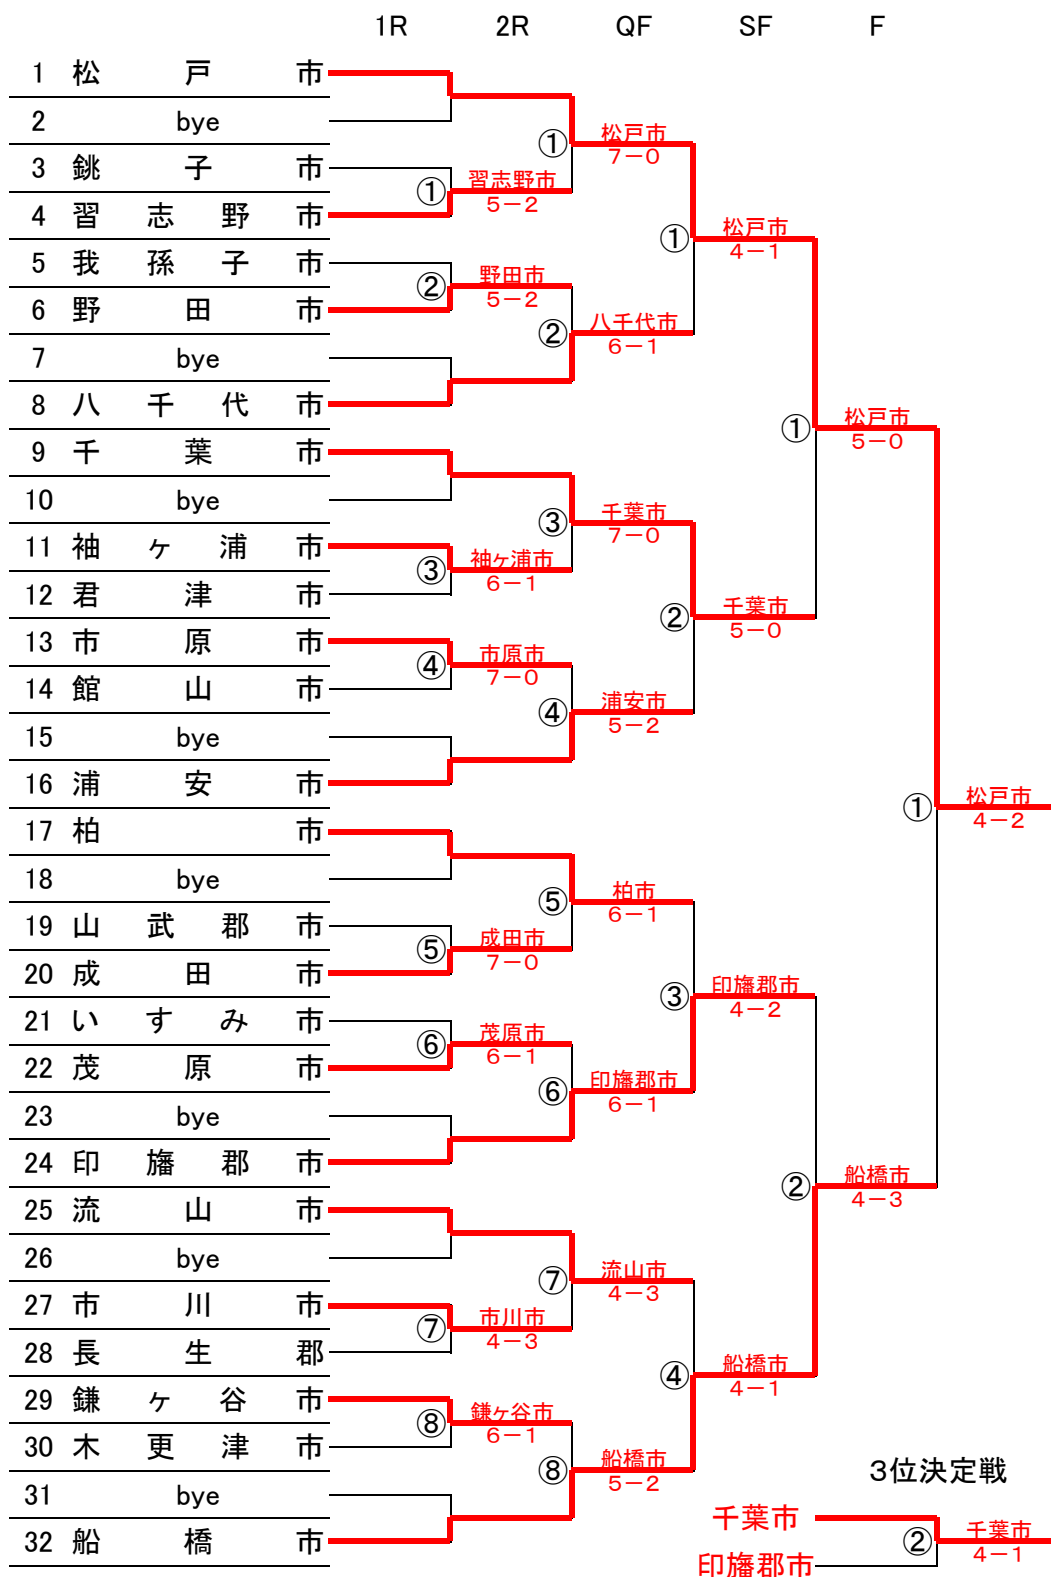 1R 2R QF SF F
1 松戸市
2 bye
3 銚子市
4 習志野市
5 我孫子市
6 野田市
7 bye
8 八千代市
9 千葉市
10 bye
11 袖ヶ浦市
12 君津市
13 市原市
14 館山市
15 bye
16 浦安市
17 柏市
18 bye
19 山武郡市
20 成田市
21 いすみ市
22 茂原市
23 bye
24 印旛郡市
25 流山市
26 bye
27 市川市
28 長生郡
29 鎌ヶ谷市
30 木更津市
31 bye
32 船橋市
① 習志野市
5－2
② 野田市
5－2
③ 袖ヶ浦市
6－1
④ 市原市
7－0
⑤ 成田市
7－0
⑥ 茂原市
6－1
⑦ 市川市
4－3
⑧ 鎌ヶ谷市
6－1
① 松戸市
7－0
② 八千代市
6－1
③ 千葉市
7－0
④ 浦安市
5－2
⑤ 柏市
6－1
⑥ 印旛郡市
6－1
⑦ 流山市
4－3
⑧ 船橋市
5－2
① 松戸市
4－1
② 千葉市
5－0
③ 印旛郡市
4－2
④ 船橋市
4－1
① 松戸市
5－0
② 船橋市
4－3
① 松戸市
4－2
3位決定戦
千葉市
印旛郡市
② 千葉市
4－1